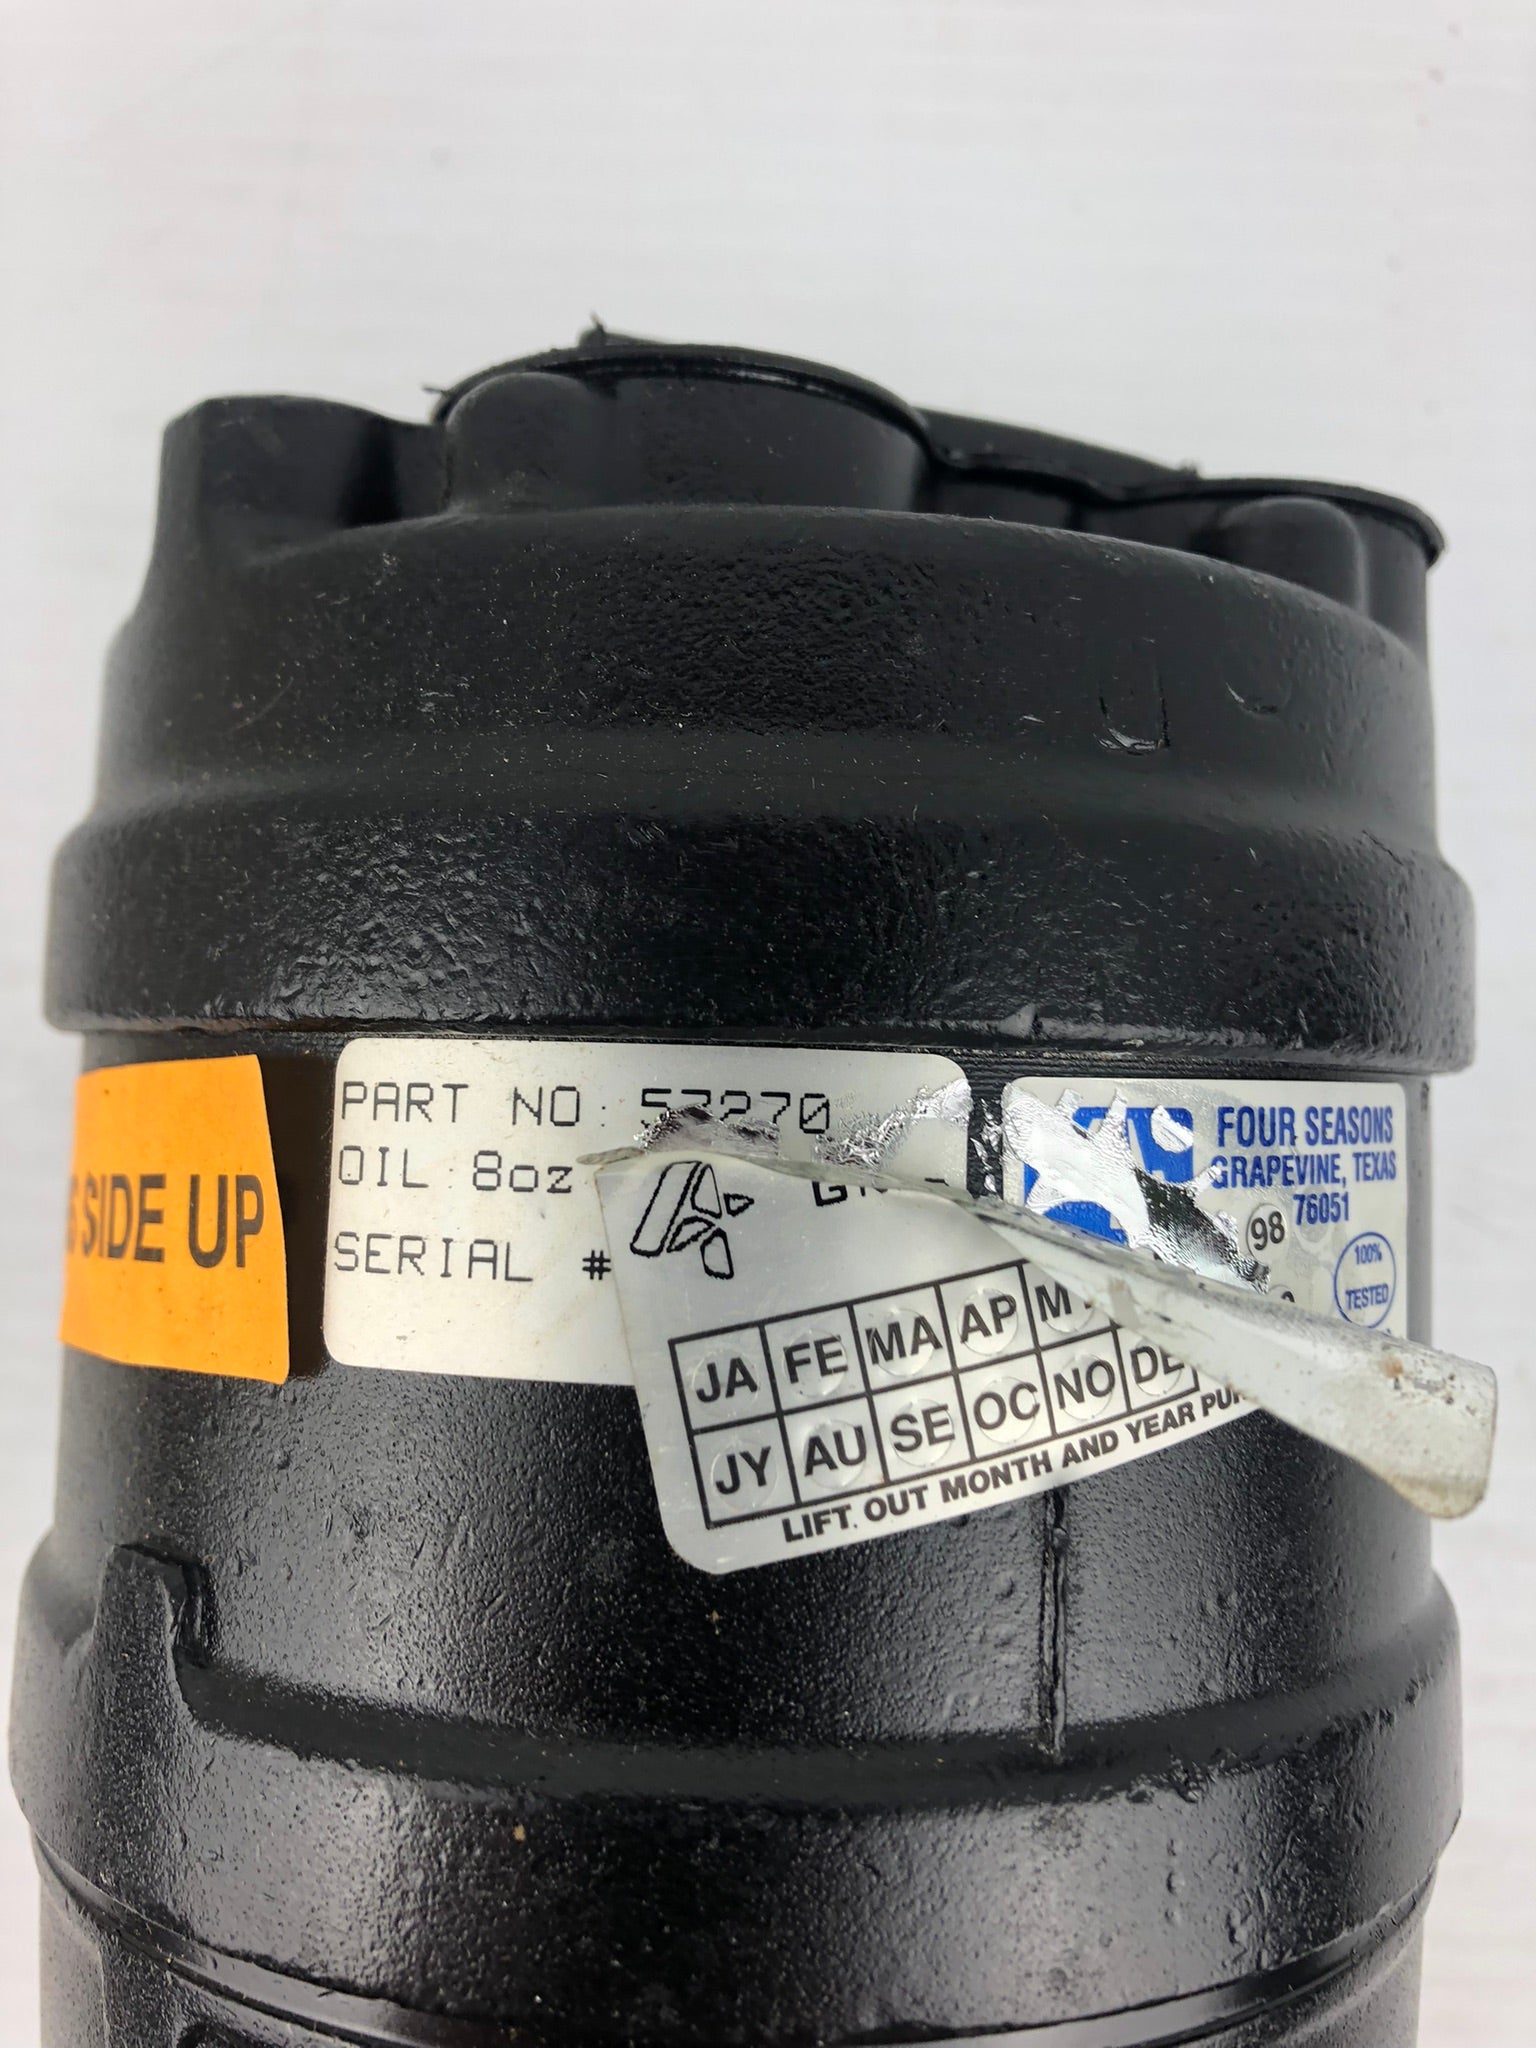 SIDE UP
PART NO: 57270
OIL: 8oz
SERIAL #
JA FE MA AP
JY AU SE OC NO DE
LIFT OUT MONTH AND YEAR
FOUR SEASONS
GRAPEVINE, TEXAS
76051
98
100%
TESTED